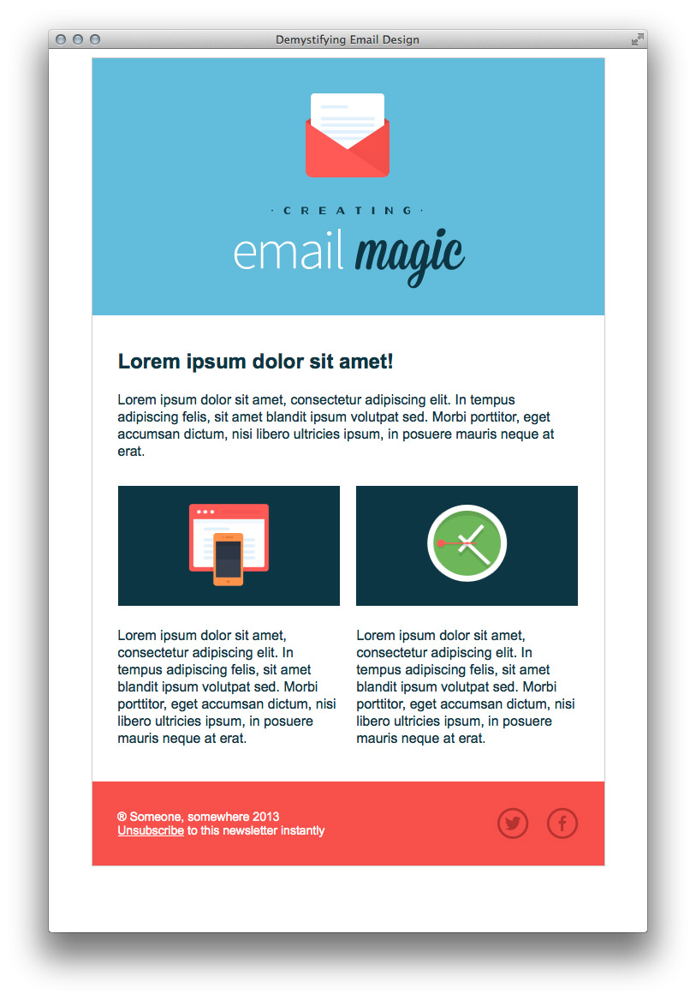 Demystifying Email Design
· CREATING ·
email magic
Lorem ipsum dolor sit amet!
Lorem ipsum dolor sit amet, consectetur adipiscing elit. In tempus
adipiscing felis, sit amet blandit ipsum volutpat sed. Morbi porttitor, eget
accumsan dictum, nisi libero ultricies ipsum, in posuere mauris neque at
erat.
Lorem ipsum dolor sit amet,
consectetur adipiscing elit. In
tempus adipiscing felis, sit amet
blandit ipsum volutpat sed. Morbi
porttitor, eget accumsan dictum, nisi
libero ultricies ipsum, in posuere
mauris neque at erat.
Lorem ipsum dolor sit amet,
consectetur adipiscing elit. In
tempus adipiscing felis, sit amet
blandit ipsum volutpat sed. Morbi
porttitor, eget accumsan dictum, nisi
libero ultricies ipsum, in posuere
mauris neque at erat.
® Someone, somewhere 2013
Unsubscribe to this newsletter instantly